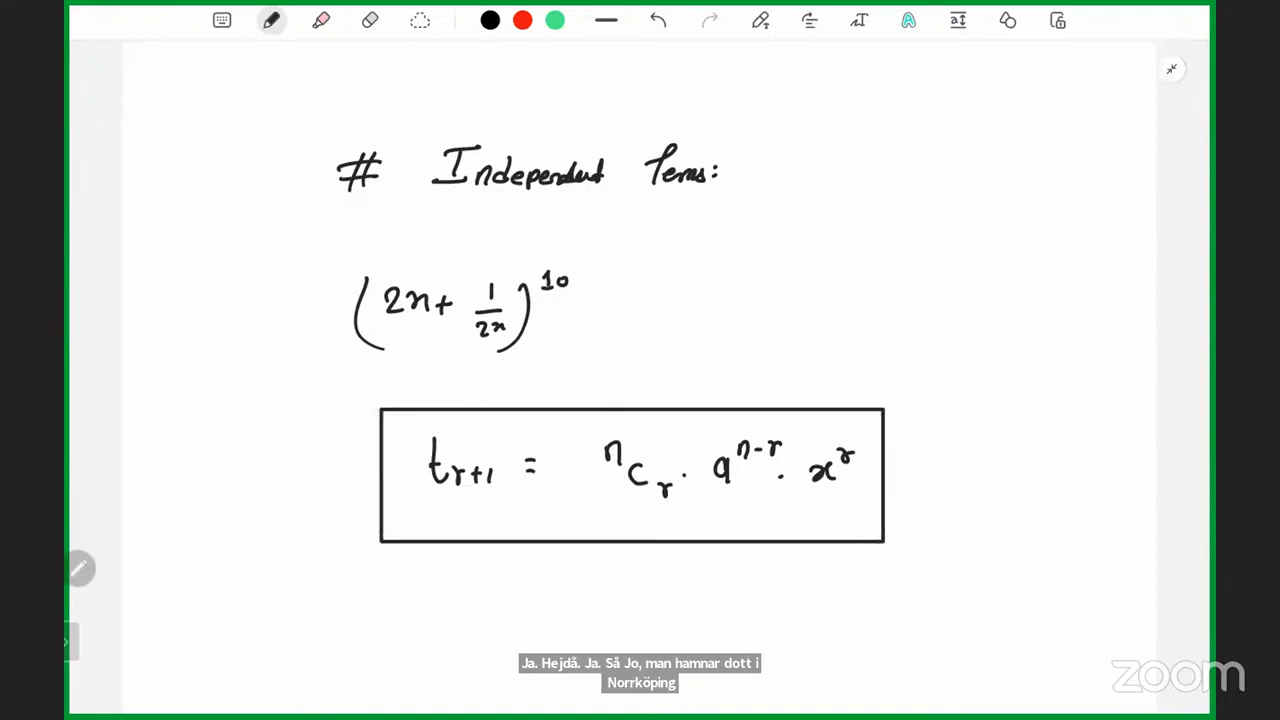 # Independent Terms:
(2x + 1/2x)^10
t_{r+1} = ^nC_r . a^{n-r} . x^r
Ja. Hejdå. Ja. Så Jo, man hamnar dott i
Norrköping
zoom